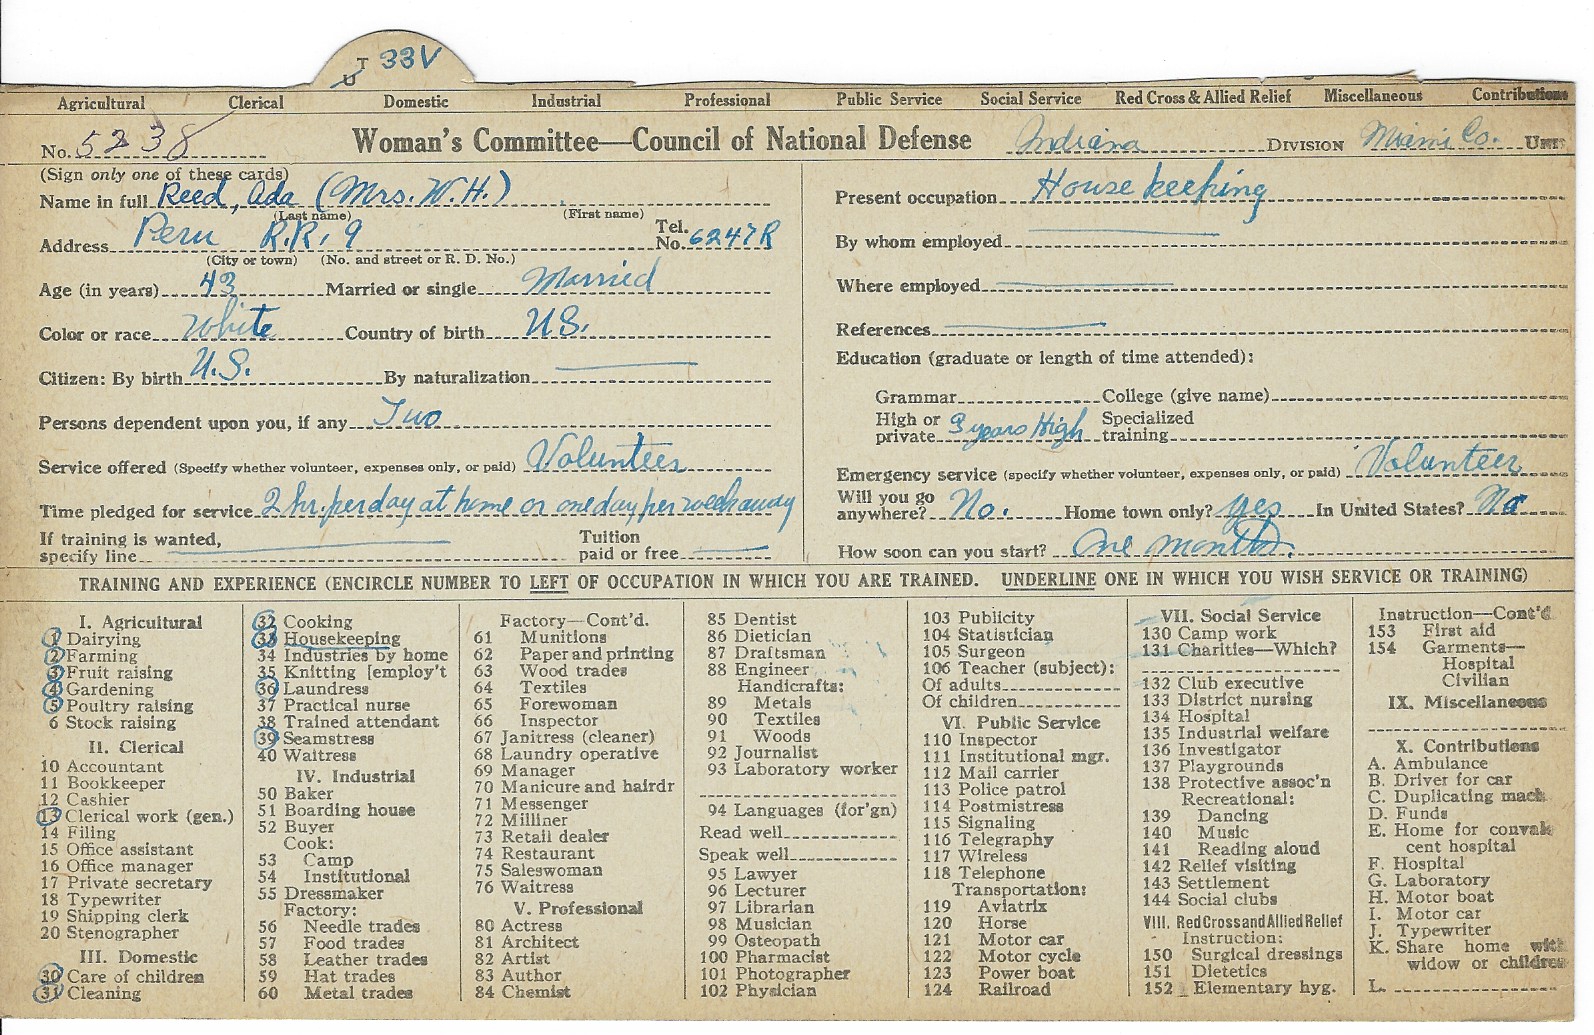 T 33V
U
Agricultural Clerical Domestic Industrial Professional Public Service Social Service Red Cross & Allied Relief Miscellaneous Contributions
No. 5238 Woman's Committee—Council of National Defense Indiana DIVISION Miami Co. UNIT
(Sign only one of these cards)
Name in full Reed, Ada (Mrs. W.H.)
(Last name) (First name)
Address Peru R.R. 9 Tel. No. 6247R
(City or town) (No. and street or R. D. No.)
Age (in years) 43 Married or single Married
Color or race White Country of birth U.S.
Citizen: By birth U.S. By naturalization
Persons dependent upon you, if any Two
Service offered (Specify whether volunteer, expenses only, or paid) Volunteer
Time pledged for service 2 hr. per day at home or one day per week away
If training is wanted, specify line Tuition paid or free
Present occupation House keeping
By whom employed
Where employed
References
Education (graduate or length of time attended):
Grammar College (give name)
High or private 3 years High Specialized training
Emergency service (specify whether volunteer, expenses only, or paid) Volunteer
Will you go anywhere? No. Home town only? yes In United States? No
How soon can you start? One month
TRAINING AND EXPERIENCE (ENCIRCLE NUMBER TO LEFT OF OCCUPATION IN WHICH YOU ARE TRAINED. UNDERLINE ONE IN WHICH YOU WISH SERVICE OR TRAINING)
I. Agricultural
1 Dairying
2 Farming
3 Fruit raising
4 Gardening
5 Poultry raising
6 Stock raising
II. Clerical
10 Accountant
11 Bookkeeper
12 Cashier
13 Clerical work (gen.)
14 Filing
15 Office assistant
16 Office manager
17 Private secretary
18 Typewriter
19 Shipping clerk
20 Stenographer
III. Domestic
30 Care of children
31 Cleaning
32 Cooking
33 Housekeeping
34 Industries by home
35 Knitting [employ't
36 Laundress
37 Practical nurse
38 Trained attendant
39 Seamstress
40 Waitress
IV. Industrial
50 Baker
51 Boarding house
52 Buyer
Cook:
53 Camp
54 Institutional
55 Dressmaker
Factory:
56 Needle trades
57 Food trades
58 Leather trades
59 Hat trades
60 Metal trades
Factory—Cont'd.
61 Munitions
62 Paper and printing
63 Wood trades
64 Textiles
65 Forewoman
66 Inspector
67 Janitress (cleaner)
68 Laundry operative
69 Manager
70 Manicure and hairdr
71 Messenger
72 Milliner
73 Retail dealer
74 Restaurant
75 Saleswoman
76 Waitress
V. Professional
80 Actress
81 Architect
82 Artist
83 Author
84 Chemist
85 Dentist
86 Dietician
87 Draftsman
88 Engineer
Handicrafts:
89 Metals
90 Textiles
91 Woods
92 Journalist
93 Laboratory worker
94 Languages (for'gn)
Read well
Speak well
95 Lawyer
96 Lecturer
97 Librarian
98 Musician
99 Osteopath
100 Pharmacist
101 Photographer
102 Physician
103 Publicity
104 Statistician
105 Surgeon
106 Teacher (subject):
Of adults
Of children
VI. Public Service
110 Inspector
111 Institutional mgr.
112 Mail carrier
113 Police patrol
114 Postmistress
115 Signaling
116 Telegraphy
117 Wireless
118 Telephone
Transportation:
119 Aviatrix
120 Horse
121 Motor car
122 Motor cycle
123 Power boat
124 Railroad
VII. Social Service
130 Camp work
131 Charities—Which?
132 Club executive
133 District nursing
134 Hospital
135 Industrial welfare
136 Investigator
137 Playgrounds
138 Protective assoc'n
Recreational:
139 Dancing
140 Music
141 Reading aloud
142 Relief visiting
143 Settlement
144 Social clubs
VIII. Red Cross and Allied Relief
Instruction:
150 Surgical dressings
151 Dietetics
152 Elementary hyg.
Instruction—Cont'd
153 First aid
154 Garments—
Hospital
Civilian
IX. Miscellaneous
X. Contributions
A. Ambulance
B. Driver for car
C. Duplicating mach
D. Funds
E. Home for conval
cent hospital
F. Hospital
G. Laboratory
H. Motor boat
I. Motor car
J. Typewriter
K. Share home with
widow or children
L.